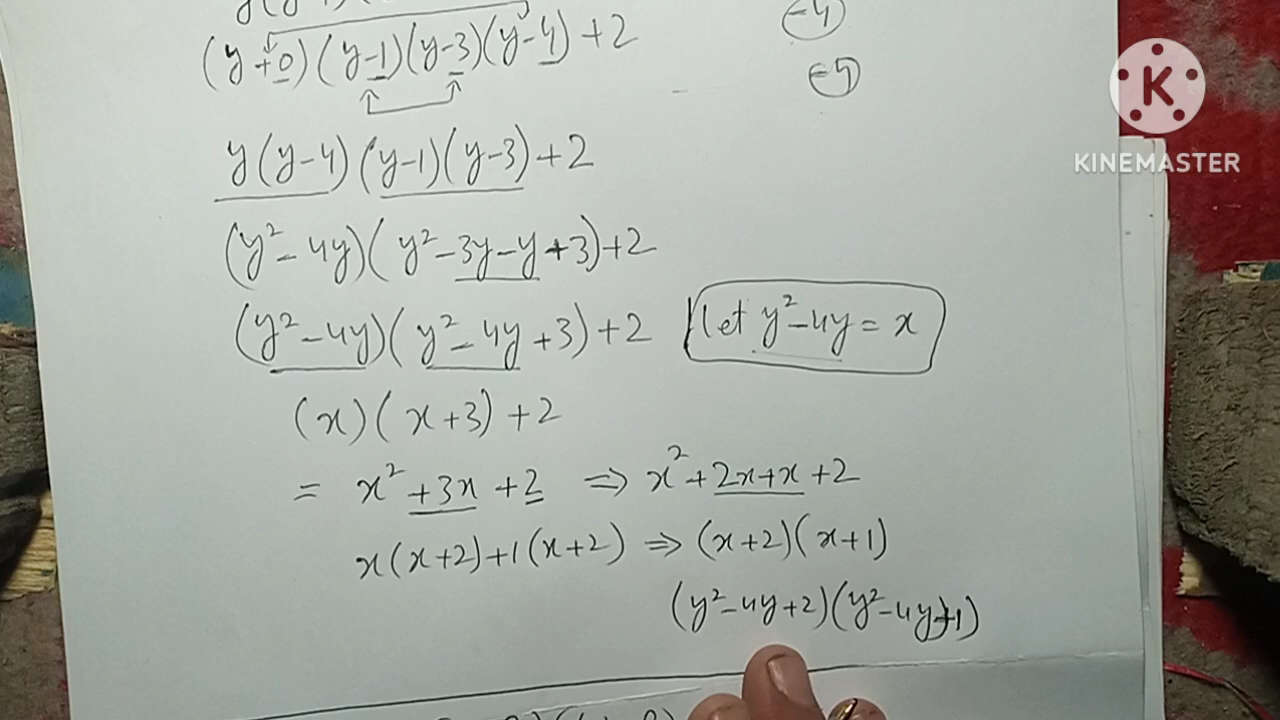 (y+0)(y-1)(y-3)(y-4)+2
-4
-4
K
KINEMASTER
y(y-4)(y-1)(y-3)+2
(y²-4y)(y²-3y-y+3)+2
(y²-4y)(y²-4y+3)+2 let y²-4y=x
(x)(x+3)+2
= x²+3x+2 ⇒ x²+2x+x+2
x(x+2)+1(x+2) ⇒ (x+2)(x+1)
(y²-4y+2)(y²-4y+1)